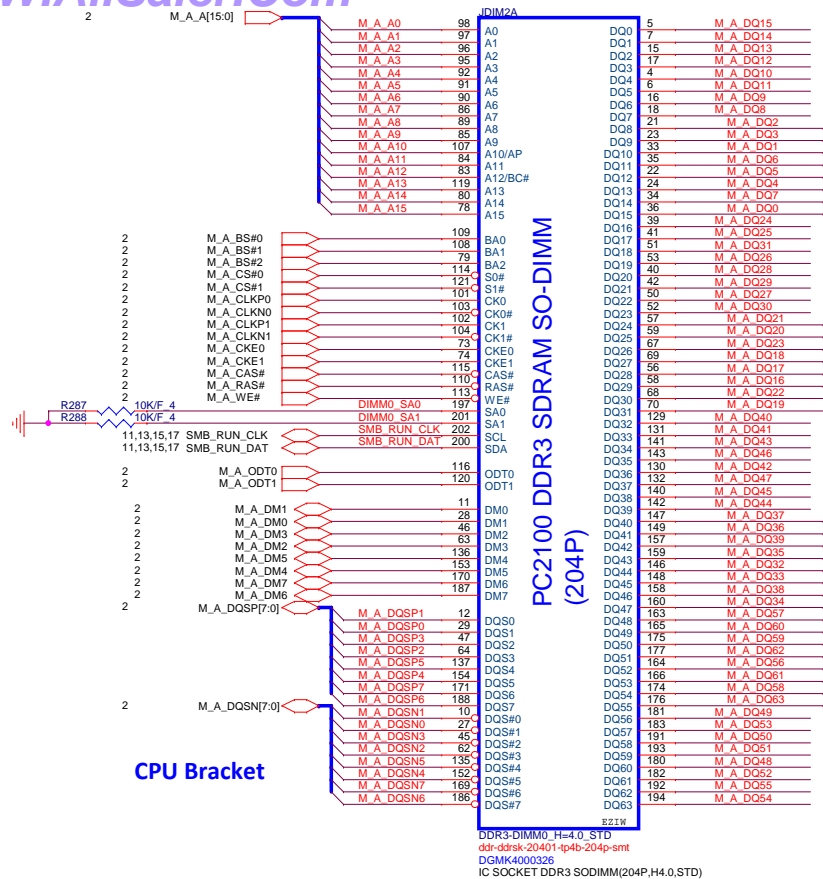 JDIM2A
2 M_A_A[15:0]
M_A_A0 98 A0
M_A_A1 97 A1
M_A_A2 96 A2
M_A_A3 95 A3
M_A_A4 92 A4
M_A_A5 91 A5
M_A_A6 90 A6
M_A_A7 86 A7
M_A_A8 89 A8
M_A_A9 85 A9
M_A_A10 107 A10/AP
M_A_A11 84 A11
M_A_A12 83 A12/BC#
M_A_A13 119 A13
M_A_A14 80 A14
M_A_A15 78 A15
2 M_A_BS#0 109 BA0
2 M_A_BS#1 108 BA1
2 M_A_BS#2 79 BA2
2 M_A_CS#0 114 S0#
2 M_A_CS#1 121 S1#
2 M_A_CLKP0 101 CK0
2 M_A_CLKN0 103 CK0#
2 M_A_CLKP1 102 CK1
2 M_A_CLKN1 104 CK1#
2 M_A_CKE0 73 CKE0
2 M_A_CKE1 74 CKE1
2 M_A_CAS# 115 CAS#
2 M_A_RAS# 110 RAS#
2 M_A_WE# 113 WE#
R287 10K/F_4 DIMM0_SA0 197 SA0
R288 10K/F_4 DIMM0_SA1 201 SA1
11,13,15,17 SMB_RUN_CLK SMB_RUN_CLK 202 SCL
11,13,15,17 SMB_RUN_DAT SMB_RUN_DAT 200 SDA
2 M_A_ODT0 116 ODT0
2 M_A_ODT1 120 ODT1
2 M_A_DM1 11 DM0
2 M_A_DM0 28 DM1
2 M_A_DM3 46 DM2
2 M_A_DM2 63 DM3
2 M_A_DM5 136 DM4
2 M_A_DM4 153 DM5
2 M_A_DM7 170 DM6
2 M_A_DM6 187 DM7
2 M_A_DQSP[7:0]
M_A_DQSP1 12 DQS0
M_A_DQSP0 29 DQS1
M_A_DQSP3 47 DQS2
M_A_DQSP2 64 DQS3
M_A_DQSP5 137 DQS4
M_A_DQSP4 154 DQS5
M_A_DQSP7 171 DQS6
M_A_DQSP6 188 DQS7
2 M_A_DQSN[7:0]
M_A_DQSN1 10 DQS#0
M_A_DQSN0 27 DQS#1
M_A_DQSN3 45 DQS#2
M_A_DQSN2 62 DQS#3
M_A_DQSN5 135 DQS#4
M_A_DQSN4 152 DQS#5
M_A_DQSN7 169 DQS#6
M_A_DQSN6 186 DQS#7
CPU Bracket
PC2100 DDR3 SDRAM SO-DIMM
(204P)
DQ0 5 M_A_DQ15
DQ1 7 M_A_DQ14
DQ2 15 M_A_DQ13
DQ3 17 M_A_DQ12
DQ4 4 M_A_DQ10
DQ5 6 M_A_DQ11
DQ6 16 M_A_DQ9
DQ7 18 M_A_DQ8
DQ8 21 M_A_DQ2
DQ9 23 M_A_DQ3
DQ10 33 M_A_DQ1
DQ11 35 M_A_DQ6
DQ12 22 M_A_DQ5
DQ13 24 M_A_DQ4
DQ14 34 M_A_DQ7
DQ15 36 M_A_DQ0
DQ16 39 M_A_DQ24
DQ17 41 M_A_DQ25
DQ18 51 M_A_DQ31
DQ19 53 M_A_DQ26
DQ20 40 M_A_DQ28
DQ21 42 M_A_DQ29
DQ22 50 M_A_DQ27
DQ23 52 M_A_DQ30
DQ24 57 M_A_DQ21
DQ25 59 M_A_DQ20
DQ26 67 M_A_DQ23
DQ27 69 M_A_DQ18
DQ28 56 M_A_DQ17
DQ29 58 M_A_DQ16
DQ30 68 M_A_DQ22
DQ31 70 M_A_DQ19
DQ32 129 M_A_DQ40
DQ33 131 M_A_DQ41
DQ34 141 M_A_DQ43
DQ35 143 M_A_DQ46
DQ36 130 M_A_DQ42
DQ37 132 M_A_DQ47
DQ38 140 M_A_DQ45
DQ39 142 M_A_DQ44
DQ40 147 M_A_DQ37
DQ41 149 M_A_DQ36
DQ42 157 M_A_DQ39
DQ43 159 M_A_DQ35
DQ44 146 M_A_DQ32
DQ45 148 M_A_DQ33
DQ46 158 M_A_DQ38
DQ47 160 M_A_DQ34
DQ48 163 M_A_DQ57
DQ49 165 M_A_DQ60
DQ50 175 M_A_DQ59
DQ51 177 M_A_DQ62
DQ52 164 M_A_DQ56
DQ53 166 M_A_DQ61
DQ54 174 M_A_DQ58
DQ55 176 M_A_DQ63
DQ56 181 M_A_DQ49
DQ57 183 M_A_DQ53
DQ58 191 M_A_DQ50
DQ59 193 M_A_DQ51
DQ60 180 M_A_DQ48
DQ61 182 M_A_DQ52
DQ62 192 M_A_DQ55
DQ63 194 M_A_DQ54
EZIW
DDR3-DIMM0_H=4.0_STD
ddr-ddrsk-20401-tp4b-204p-smt
DGMK4000326
IC SOCKET DDR3 SODIMM(204P,H4.0,STD)